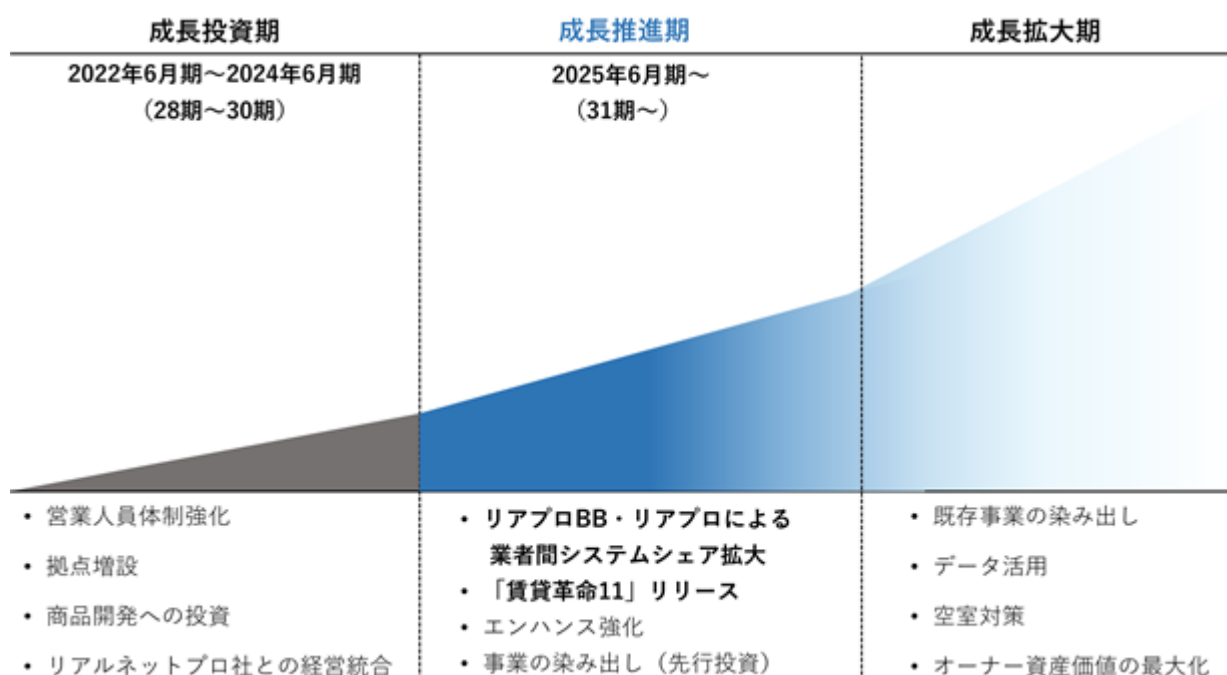 成長投資期
2022年6月期～2024年6月期
（28期～30期）
・営業人員体制強化
・拠点増設
・商品開発への投資
・リアルネットプロ社との経営統合
成長推進期
2025年6月期～
（31期～）
・リアプロBB・リアプロによる
業者間システムシェア拡大
・「賃貸革命11」リリース
・エンハンス強化
・事業の染み出し（先行投資）
成長拡大期
・既存事業の染み出し
・データ活用
・空室対策
・オーナー資産価値の最大化